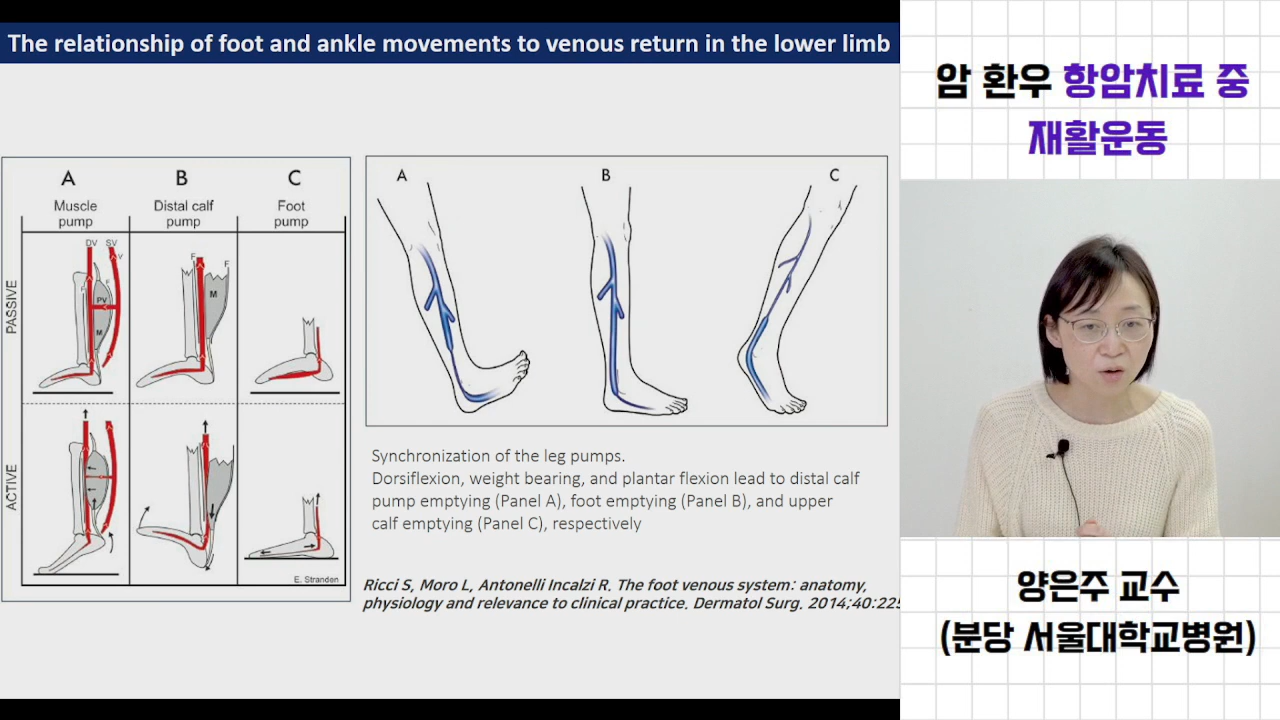 The relationship of foot and ankle movements to venous return in the lower limb
A
B
C
Muscle
pump
Distal calf
pump
Foot
pump
PASSIVE
DV
SV
V
F
F
PV
M
F
F
M
ACTIVE
E. Stranden
A
B
C
Synchronization of the leg pumps.
Dorsiflexion, weight bearing, and plantar flexion lead to distal calf
pump emptying (Panel A), foot emptying (Panel B), and upper
calf emptying (Panel C), respectively
Ricci S, Moro L, Antonelli Incalzi R. The foot venous system: anatomy,
physiology and relevance to clinical practice. Dermatol Surg. 2014;40:225
암 환우 항암치료 중
재활운동
양은주 교수
(분당 서울대학교병원)